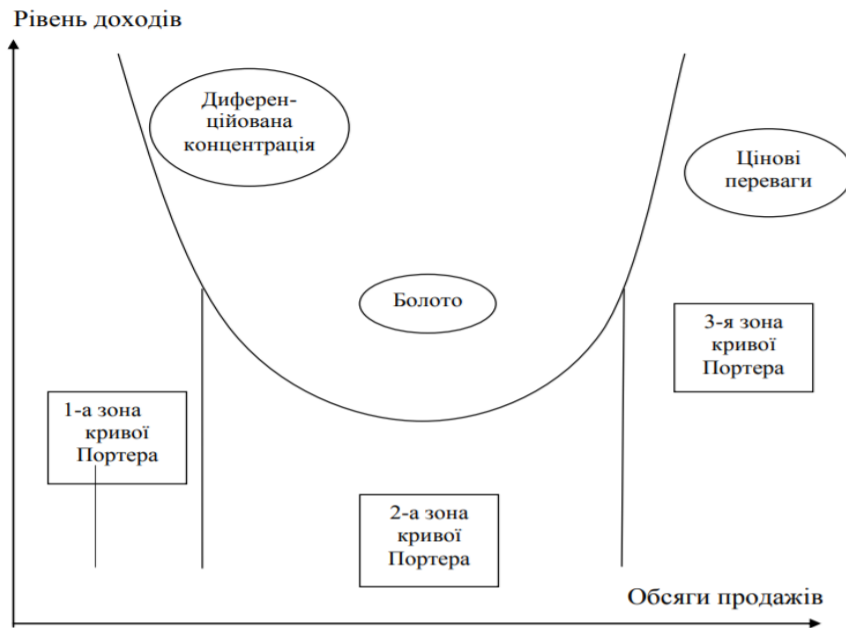 Рівень доходів
Диферен-
ційована
концентрація
Цінові
переваги
Болото
3-я зона
кривої
Портера
1-а зона
кривої
Портера
2-а зона
кривої
Портера
Обсяги продажів